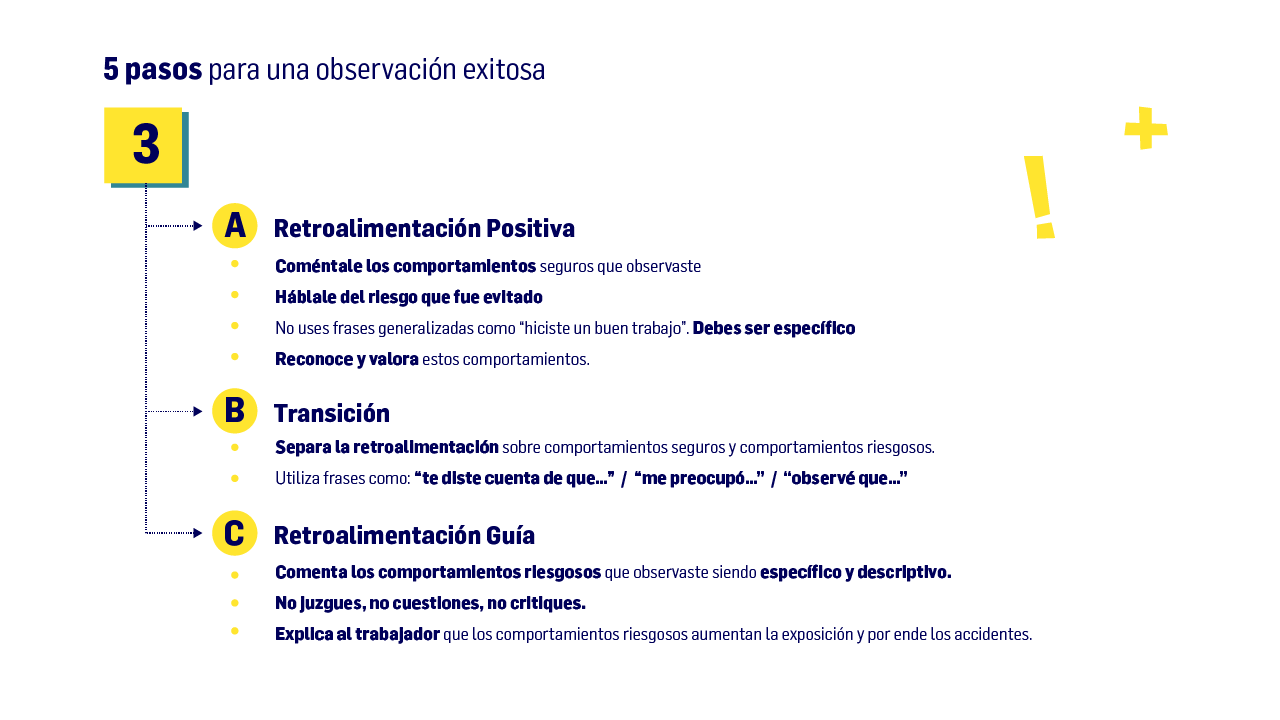 5 pasos para una observación exitosa
3
A
Retroalimentación Positiva
Coméntale los comportamientos seguros que observaste
Háblale del riesgo que fue evitado
No uses frases generalizadas como “hiciste un buen trabajo”. Debes ser específico
Reconoce y valora estos comportamientos.
B
Transición
Separa la retroalimentación sobre comportamientos seguros y comportamientos riesgosos.
Utiliza frases como: “te diste cuenta de que...” / “me preocupó...” / “observé que...”
C
Retroalimentación Guía
Comenta los comportamientos riesgosos que observaste siendo específico y descriptivo.
No juzgues, no cuestiones, no critiques.
Explica al trabajador que los comportamientos riesgosos aumentan la exposición y por ende los accidentes.